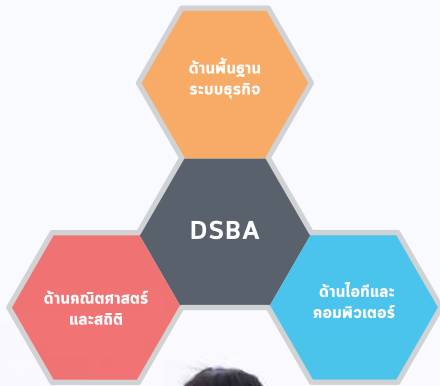 ด้านพื้นฐาน
ระบบธุรกิจ
DSBA
ด้านคณิตศาสตร์
และสถิติ
ด้านไอทีและ
คอมพิวเตอร์